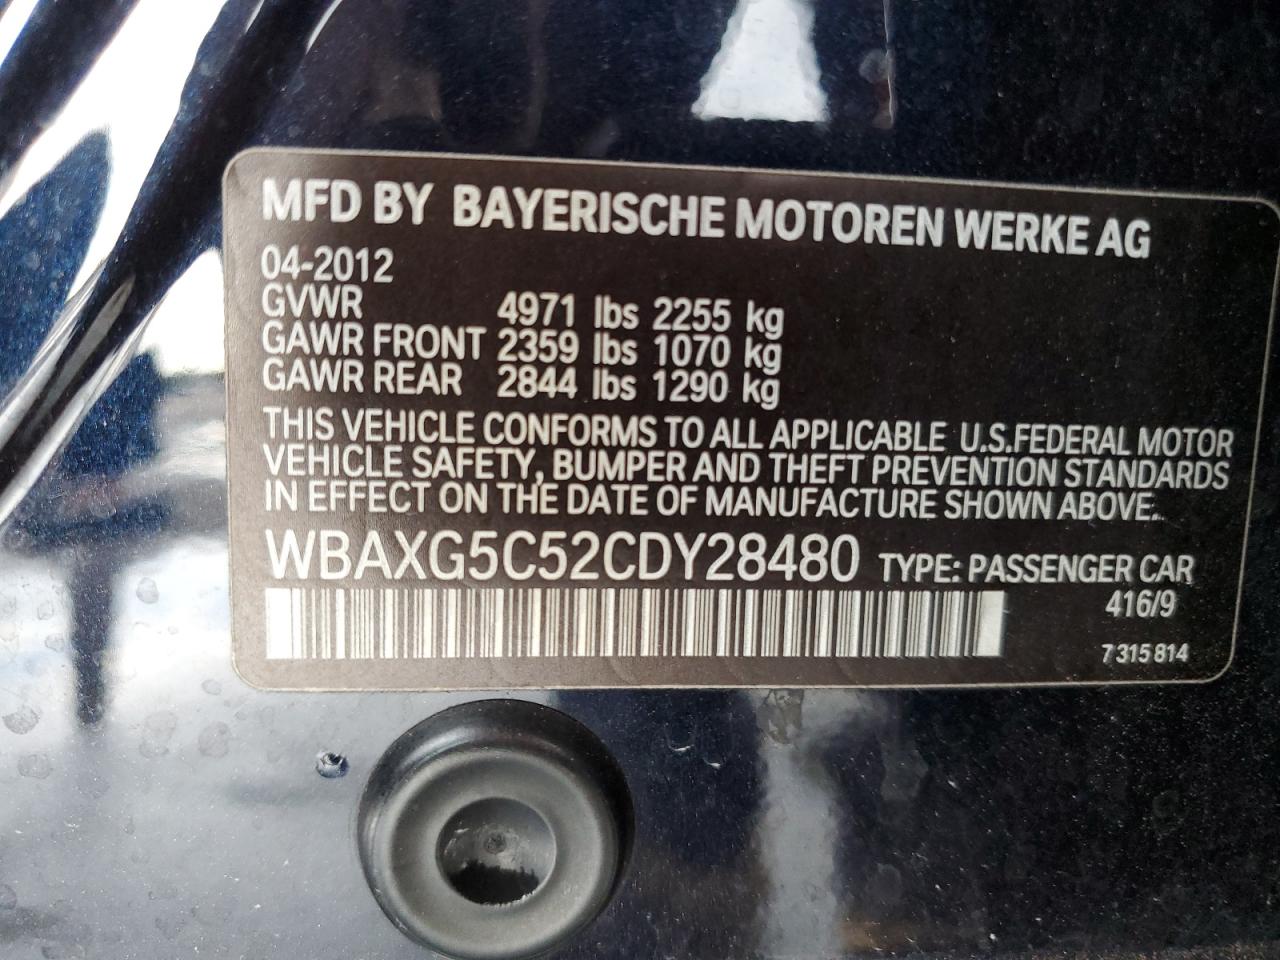 MFD BY BAYERISCHE MOTOREN WERKE AG
04-2012
GVWR 4971 lbs 2255 kg
GAWR FRONT 2359 lbs 1070 kg
GAWR REAR 2844 lbs 1290 kg
THIS VEHICLE CONFORMS TO ALL APPLICABLE U.S.FEDERAL MOTOR
VEHICLE SAFETY, BUMPER AND THEFT PREVENTION STANDARDS
IN EFFECT ON THE DATE OF MANUFACTURE SHOWN ABOVE.
WBAXG5C52CDY28480 TYPE: PASSENGER CAR
416/9
7 315 814